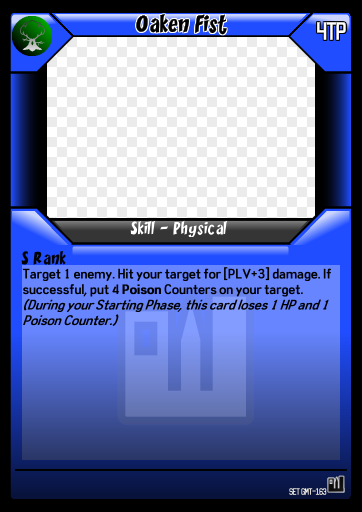 Oaken Fist
4TP
Skill - Physical
S Rank
Target 1 enemy. Hit your target for [PLV+3] damage. If
successful, put 4 Poison Counters on your target.
(During your Starting Phase, this card loses 1 HP and 1
Poison Counter.)
SET GMT-163